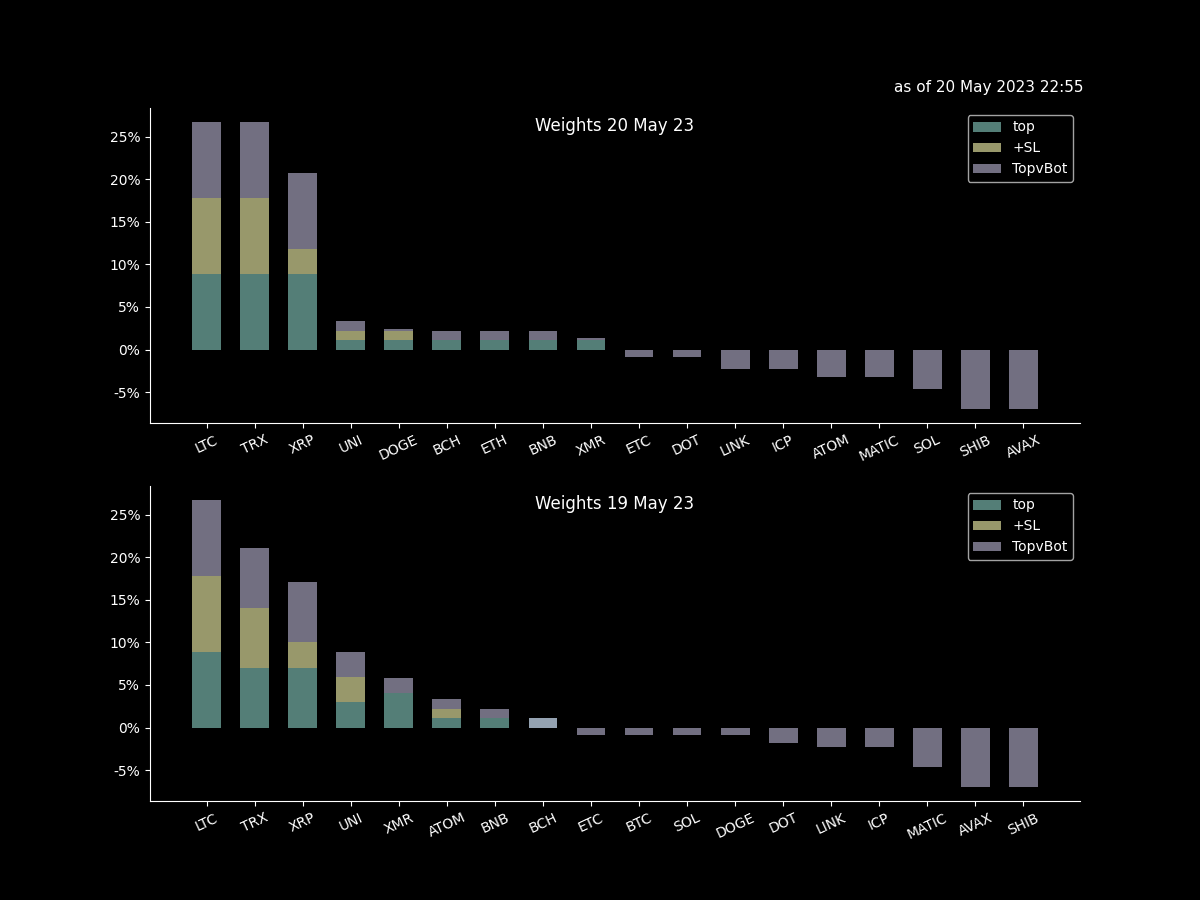 as of 20 May 2023 22:55
Weights 20 May 23
top
+SL
TopvBot
25%
20%
15%
10%
5%
0%
-5%
LTC TRX XRP UNI DOGE BCH ETH BNB XMR ETC DOT LINK ICP ATOM MATIC SOL SHIB AVAX
Weights 19 May 23
top
+SL
TopvBot
25%
20%
15%
10%
5%
0%
-5%
LTC TRX XRP UNI XMR ATOM BNB BCH ETC BTC SOL DOGE DOT LINK ICP MATIC AVAX SHIB